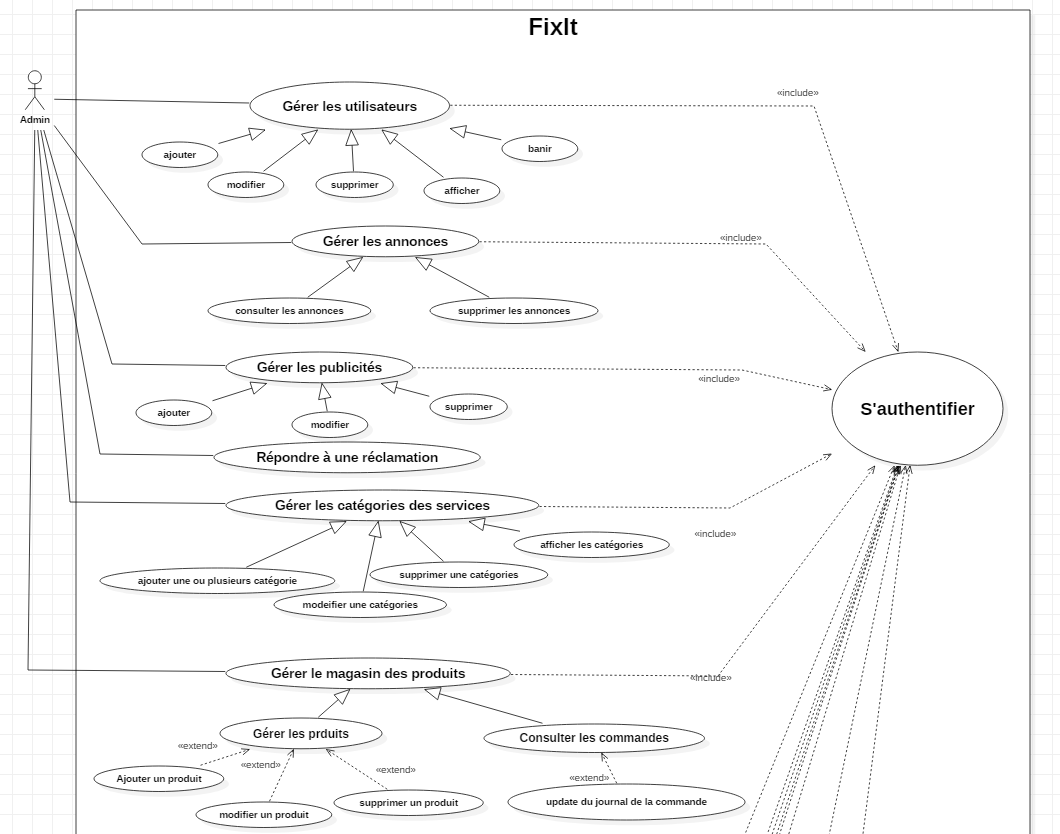 FixIt
Admin
Gérer les utilisateurs
«include»
ajouter
modifier
supprimer
afficher
banir
Gérer les annonces
«include»
consulter les annonces
supprimer les annonces
Gérer les publicités
«include»
ajouter
modifier
supprimer
S'authentifier
Répondre à une réclamation
Gérer les catégories des services
«include»
afficher les catégories
ajouter une ou plusieurs catégorie
supprimer une catégories
modeifier une catégories
Gérer le magasin des produits
«include»
Gérer les prduits
Consulter les commandes
«extend»
«extend»
«extend»
«extend»
Ajouter un produit
modifier un produit
supprimer un produit
update du journal de la commande